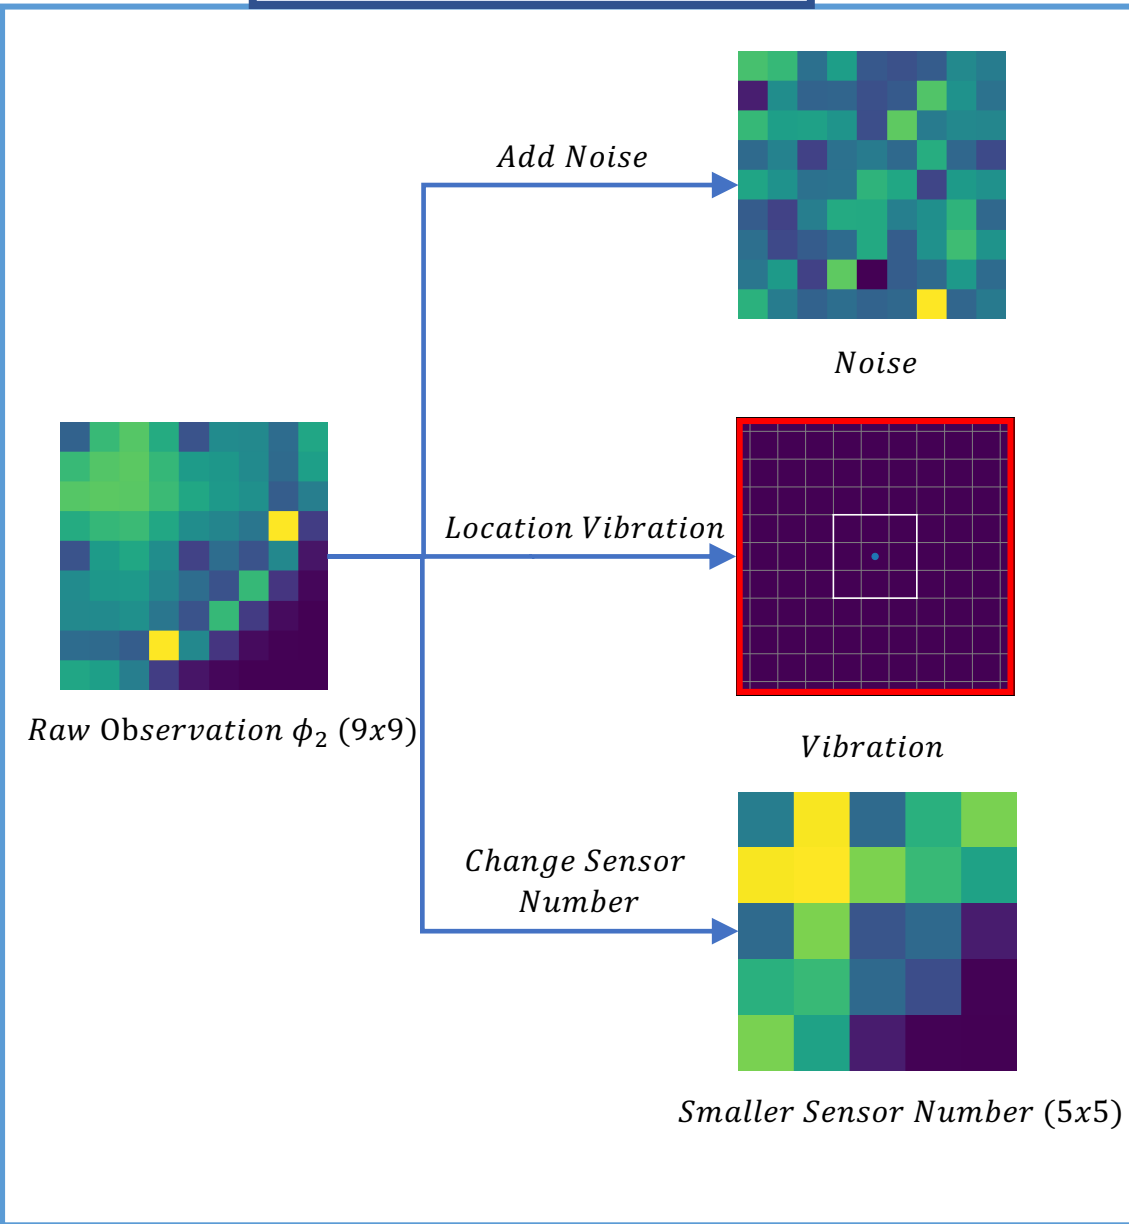 Add Noise
Noise
Location Vibration
Raw Observation ϕ₂ (9x9)
Vibration
Change Sensor
Number
Smaller Sensor Number (5x5)